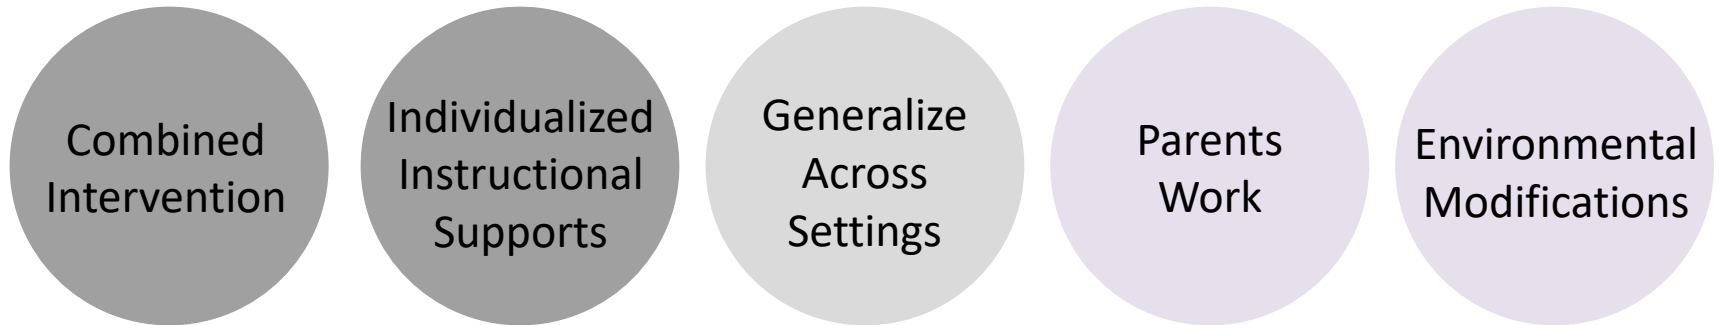 Combined
Intervention
Individualized
Instructional
Supports
Generalize
Across
Settings
Parents
Work
Environmental
Modifications